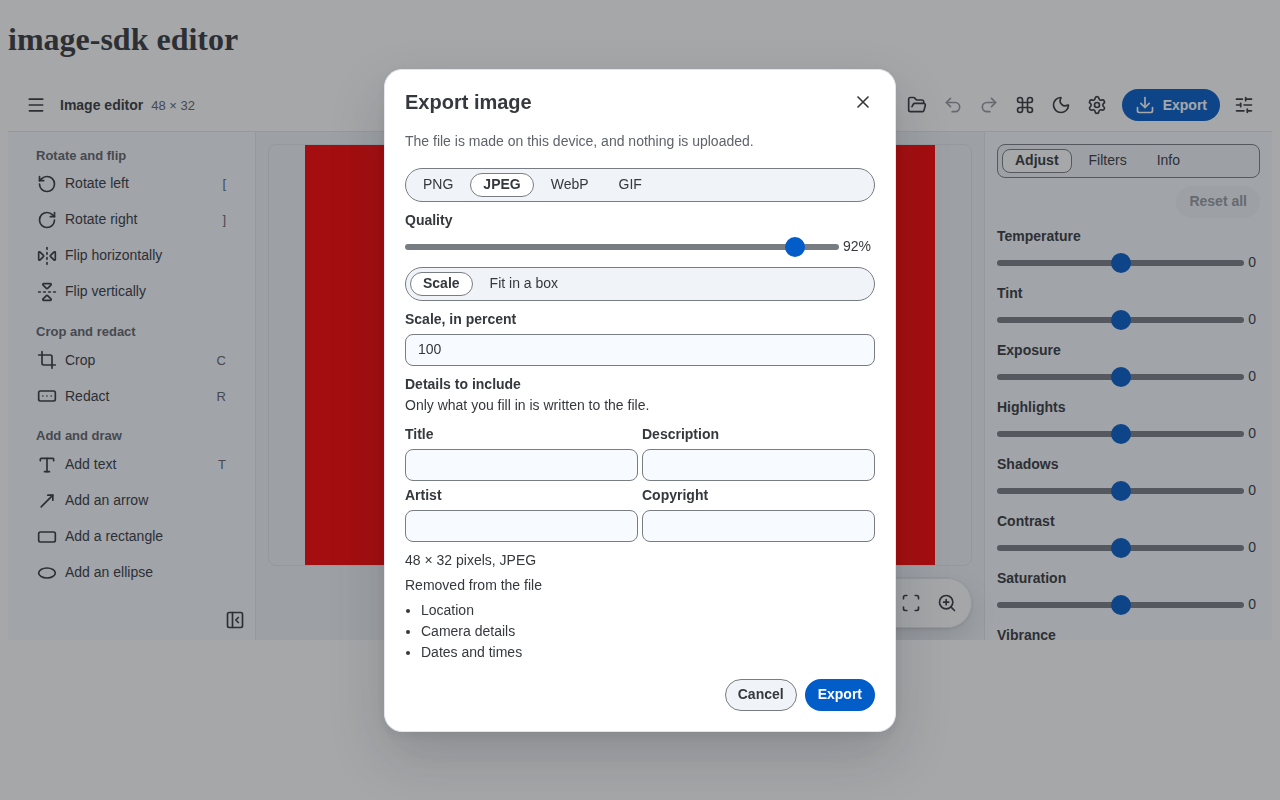 image-sdk editor
Image editor 48 × 32
Export
Rotate and flip
Rotate left [
Rotate right ]
Flip horizontally
Flip vertically
Crop and redact
Crop C
Redact R
Add and draw
Add text T
Add an arrow
Add a rectangle
Add an ellipse
Export image
The file is made on this device, and nothing is uploaded.
PNG JPEG WebP GIF
Quality
92%
Scale Fit in a box
Scale, in percent
100
Details to include
Only what you fill in is written to the file.
Title Description
Artist Copyright
48 × 32 pixels, JPEG
Removed from the file
• Location
• Camera details
• Dates and times
Cancel Export
Adjust Filters Info
Reset all
Temperature
0
Tint
0
Exposure
0
Highlights
0
Shadows
0
Contrast
0
Saturation
0
Vibrance